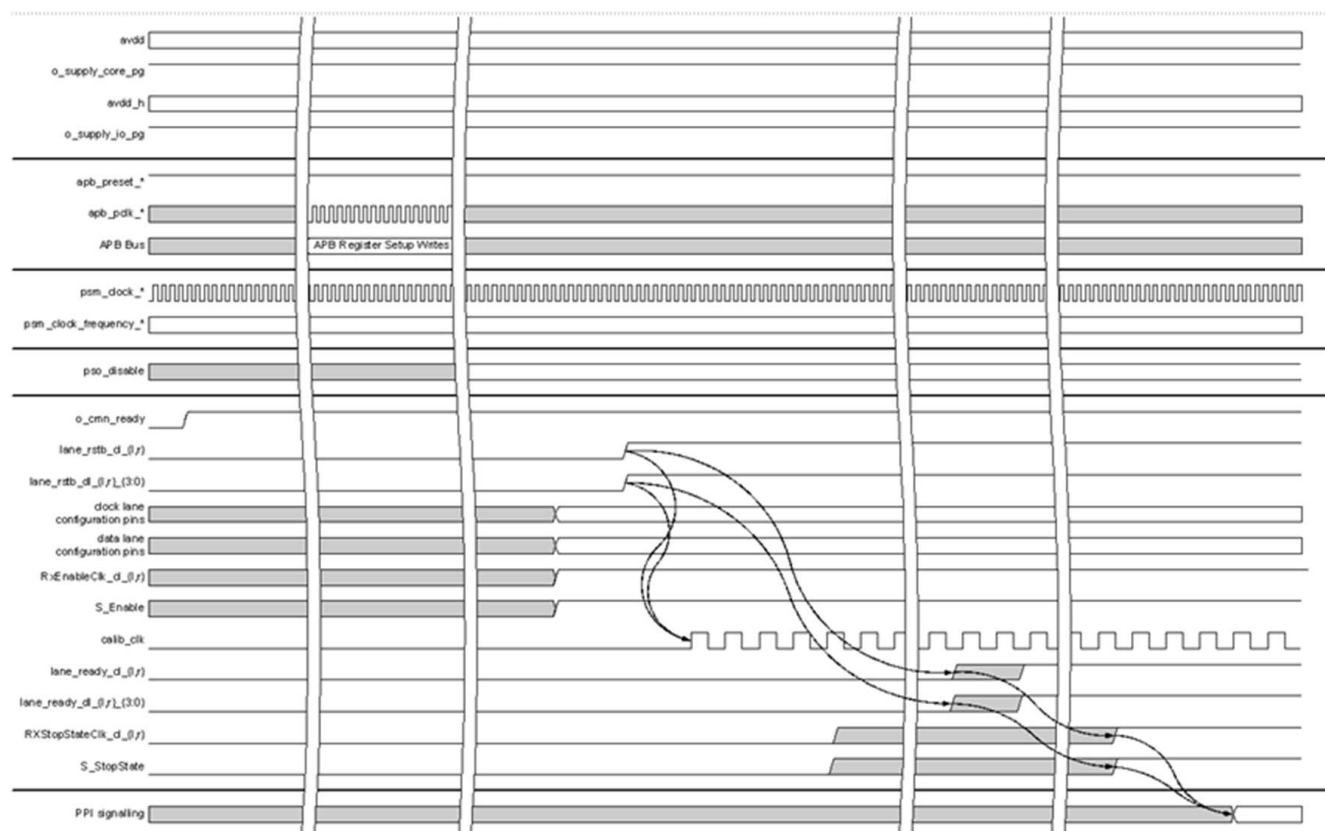 avdd
o_supply_core_pg
avdd_h
o_supply_io_pg
apb_preset_*
apb_pclk_*
APB Bus
APB Register Setup Writes
psm_clock_*
psm_clock_frequency_*
pso_disable
o_cmn_ready
lane_rstb_cl_(l,r)
lane_rstb_dl_(l,r)_(3:0)
clock lane
configuration pins
data lane
configuration pins
RxEnableClk_cl_(l,r)
S_Enable
calib_clk
lane_ready_cl_(l,r)
lane_ready_dl_(l,r)_(3:0)
RXStopStateClk_cl_(l,r)
S_StopState
PPI signalling